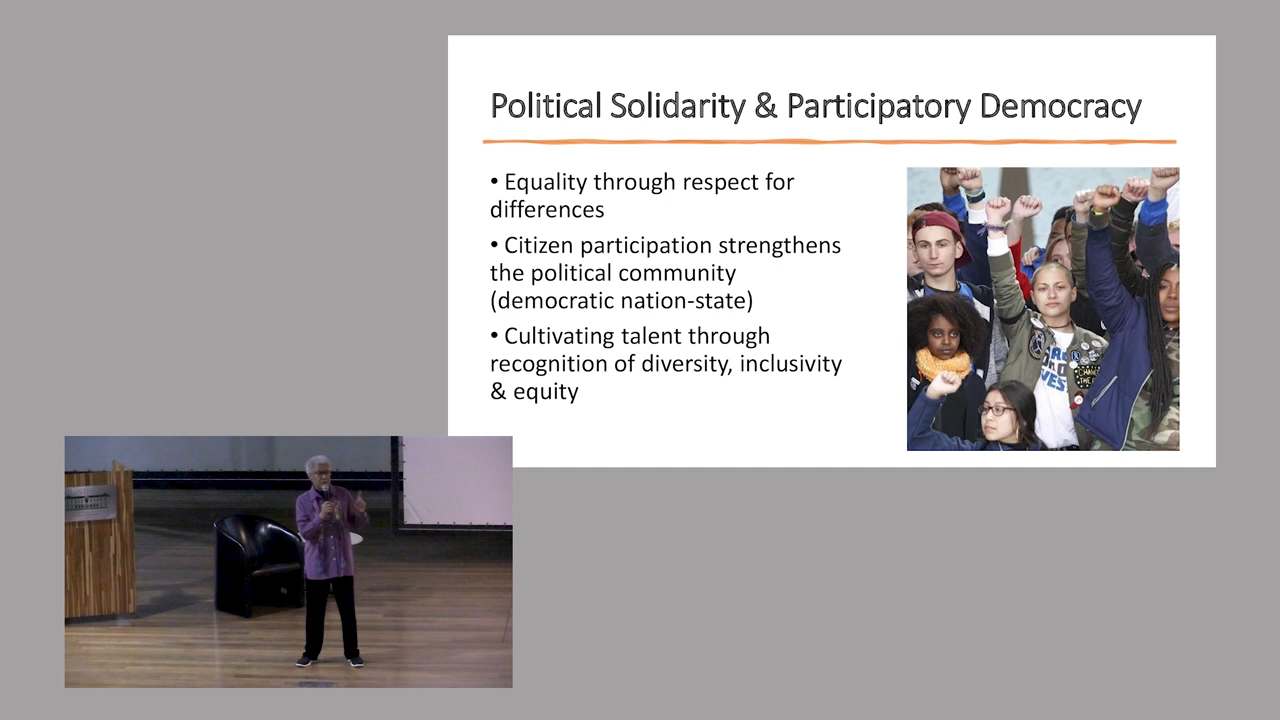 Political Solidarity & Participatory Democracy
• Equality through respect for
differences
• Citizen participation strengthens
the political community
(democratic nation-state)
• Cultivating talent through
recognition of diversity, inclusivity
& equity